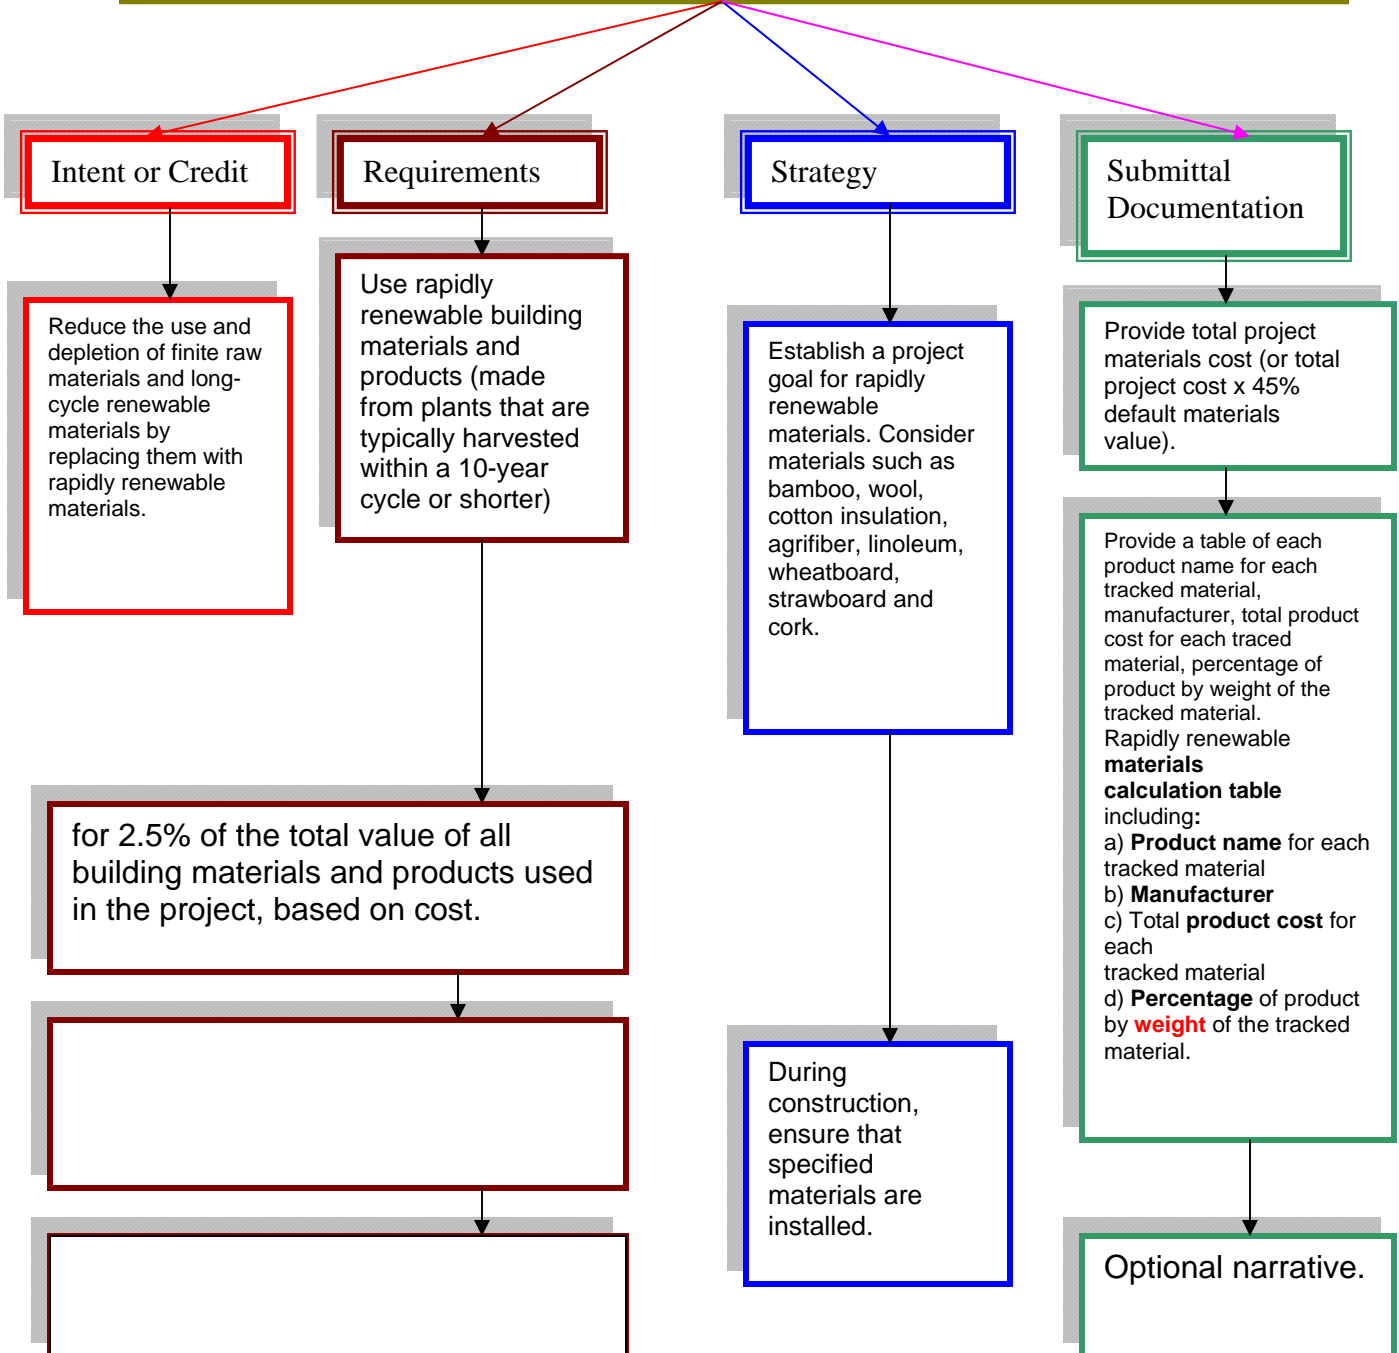 Intent or Credit
Requirements
Strategy
Submittal
Documentation
Reduce the use and
depletion of finite raw
materials and long-
cycle renewable
materials by
replacing them with
rapidly renewable
materials.
Use rapidly
renewable building
materials and
products (made
from plants that are
typically harvested
within a 10-year
cycle or shorter)
for 2.5% of the total value of all
building materials and products used
in the project, based on cost.
Establish a project
goal for rapidly
renewable
materials. Consider
materials such as
bamboo, wool,
cotton insulation,
agrifiber, linoleum,
wheatboard,
strawboard and
cork.
During
construction,
ensure that
specified
materials are
installed.
Provide total project
materials cost (or total
project cost x 45%
default materials
value).
Provide a table of each
product name for each
tracked material,
manufacturer, total product
cost for each traced
material, percentage of
product by weight of the
tracked material.
Rapidly renewable
materials
calculation table
including:
a) Product name for each
tracked material
b) Manufacturer
c) Total product cost for
each
tracked material
d) Percentage of product
by weight of the tracked
material.
Optional narrative.